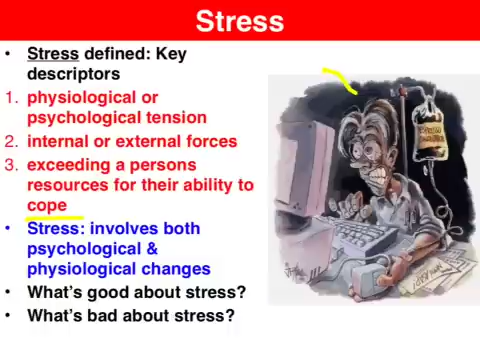 Stress
• Stress defined: Key
descriptors
1. physiological or
psychological tension
2. internal or external forces
3. exceeding a persons
resources for their ability to
cope
• Stress: involves both
psychological &
physiological changes
• What's good about stress?
• What's bad about stress?